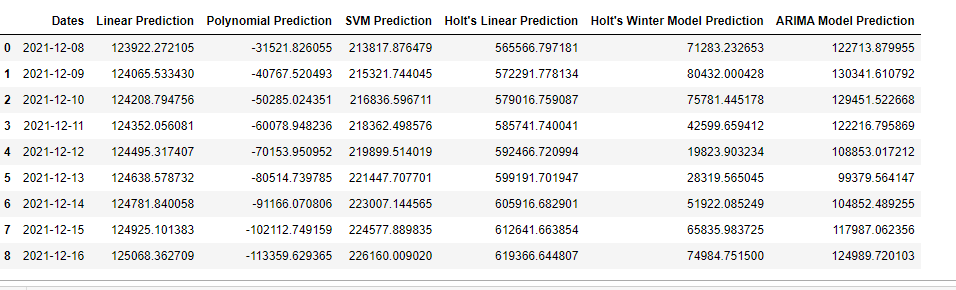 Dates Linear Prediction Polynomial Prediction SVM Prediction Holt's Linear Prediction Holt's Winter Model Prediction ARIMA Model Prediction
0 2021-12-08 123922.272105 -31521.826055 213817.876479 565566.797181 71283.232653 122713.879955
1 2021-12-09 124065.533430 -40767.520493 215321.744045 572291.778134 80432.000428 130341.610792
2 2021-12-10 124208.794756 -50285.024351 216836.596711 579016.759087 75781.445178 129451.522668
3 2021-12-11 124352.056081 -60078.948236 218362.498576 585741.740041 42599.659412 122216.795869
4 2021-12-12 124495.317407 -70153.950952 219899.514019 592466.720994 19823.903234 108853.017212
5 2021-12-13 124638.578732 -80514.739785 221447.707701 599191.701947 28319.565045 99379.564147
6 2021-12-14 124781.840058 -91166.070806 223007.144565 605916.682901 51922.085249 104852.489255
7 2021-12-15 124925.101383 -102112.749159 224577.889835 612641.663854 65835.983725 117987.062356
8 2021-12-16 125068.362709 -113359.629365 226160.009020 619366.644807 74984.751500 124989.720103